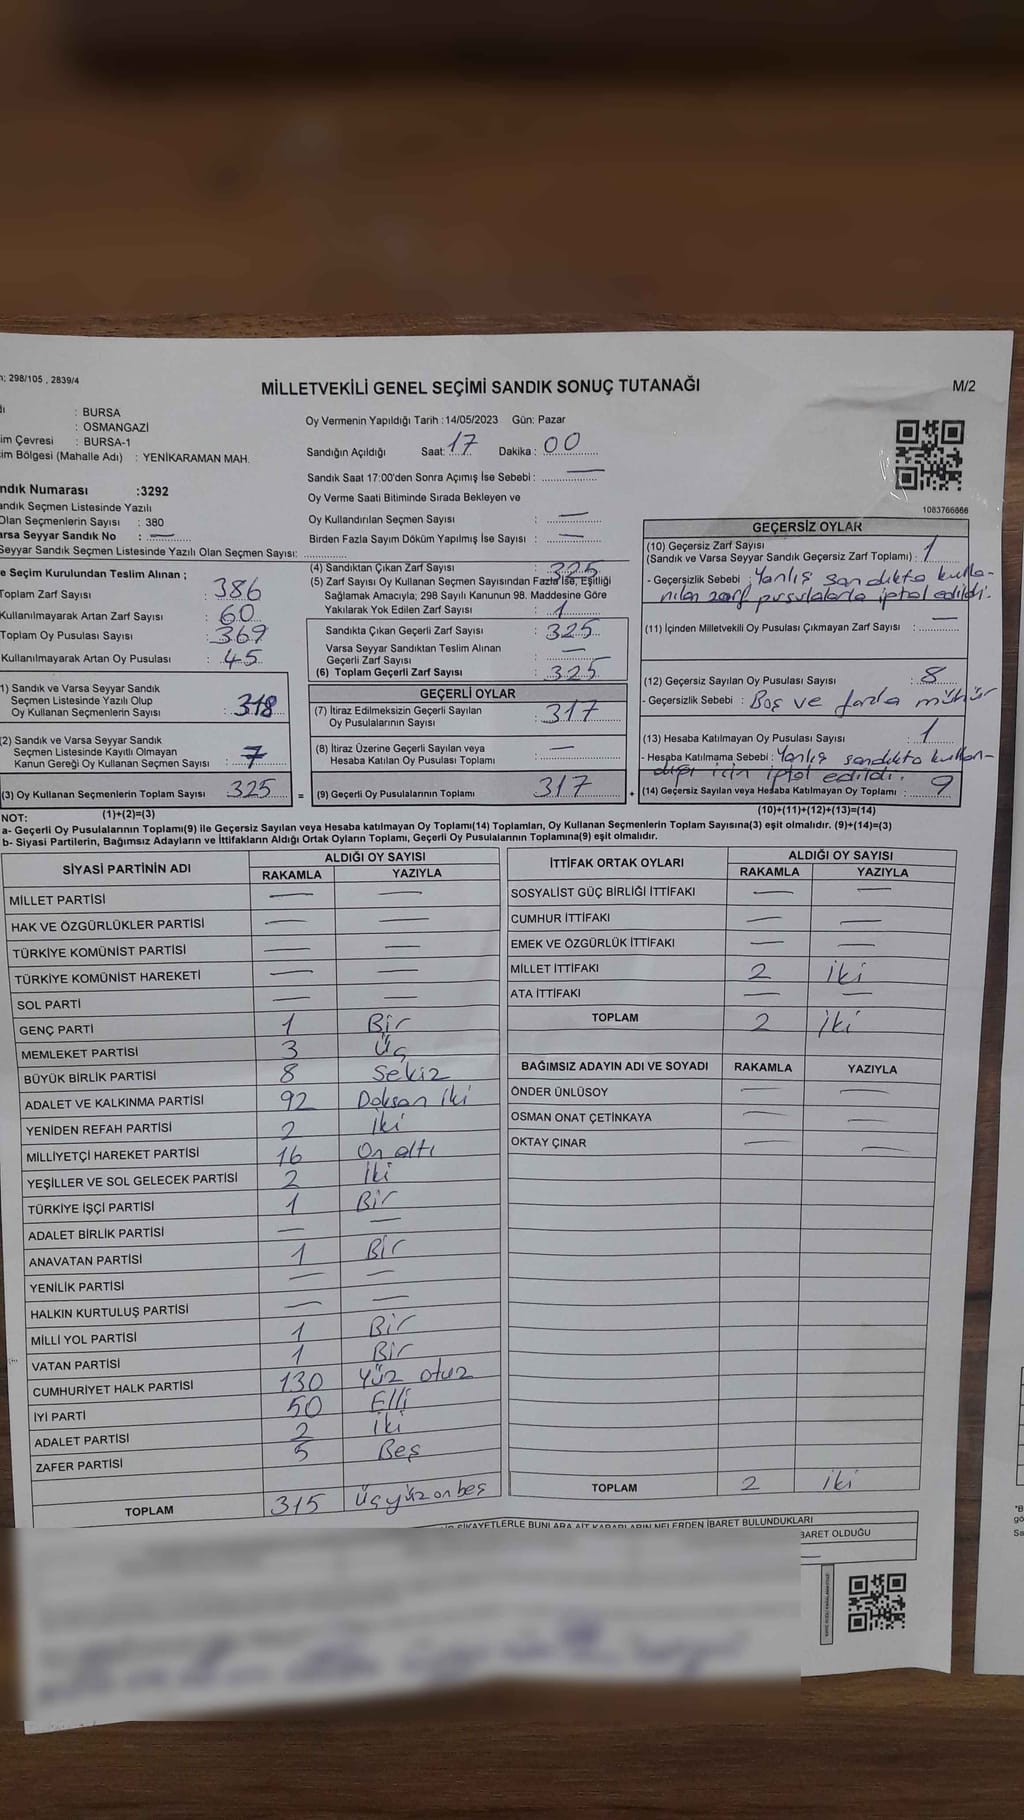 298/105 , 2839/4
MİLLETVEKİLİ GENEL SEÇİMİ SANDIK SONUÇ TUTANAĞI
M/2
: BURSA
: OSMANGAZİ
im Çevresi : BURSA-1
im Bölgesi (Mahalle Adı) : YENİKARAMAN MAH.
ndık Numarası :3292
andık Seçmen Listesinde Yazılı
Olan Seçmenlerin Sayısı : 380
arsa Seyyar Sandık No : —
Seyyar Sandık Seçmen Listesinde Yazılı Olan Seçmen Sayısı:
Oy Vermenin Yapıldığı Tarih :14/05/2023 Gün: Pazar
Sandığın Açıldığı Saat: 17 Dakika : 00
Sandık Saat 17:00'den Sonra Açımış İse Sebebi : —
Oy Verme Saati Bitiminde Sırada Bekleyen ve
Oy Kullandırılan Seçmen Sayısı : —
Birden Fazla Sayım Döküm Yapılmış İse Sayısı : —
1083766666
e Seçim Kurulundan Teslim Alınan ;
Toplam Zarf Sayısı : 386
Kullanılmayarak Artan Zarf Sayısı : 60
Toplam Oy Pusulası Sayısı : 369
Kullanılmayarak Artan Oy Pusulası : 45
1) Sandık ve Varsa Seyyar Sandık
Seçmen Listesinde Yazılı Olup
Oy Kullanan Seçmenlerin Sayısı : 318
(2) Sandık ve Varsa Seyyar Sandık
Seçmen Listesinde Kayıtlı Olmayan
Kanun Gereği Oy Kullanan Seçmen Sayısı : 7
(3) Oy Kullanan Seçmenlerin Toplam Sayısı : 325
(1)+(2)=(3)
(4) Sandıktan Çıkan Zarf Sayısı : 325
(5) Zarf Sayısı Oy Kullanan Seçmen Sayısından Fazla İse, Eşitliği
Sağlamak Amacıyla; 298 Sayılı Kanunun 98. Maddesine Göre
Yakılarak Yok Edilen Zarf Sayısı : 1
Sandıkta Çıkan Geçerli Zarf Sayısı : 325
Varsa Seyyar Sandıktan Teslim Alınan
Geçerli Zarf Sayısı : —
(6) Toplam Geçerli Zarf Sayısı : 325
GEÇERLİ OYLAR
(7) İtiraz Edilmeksizin Geçerli Sayılan
Oy Pusulalarının Sayısı : 317
(8) İtiraz Üzerine Geçerli Sayılan veya
Hesaba Katılan Oy Pusulası Toplamı : —
= (9) Geçerli Oy Pusulalarının Toplamı : 317 +
GEÇERSİZ OYLAR
(10) Geçersiz Zarf Sayısı
(Sandık ve Varsa Seyyar Sandık Geçersiz Zarf Toplamı) : 1
- Geçersizlik Sebebi : Yanlış sandıkta kulla-
nılan zarf pusulalarla iptal edildi.
(11) İçinden Milletvekili Oy Pusulası Çıkmayan Zarf Sayısı : —
(12) Geçersiz Sayılan Oy Pusulası Sayısı : 8
- Geçersizlik Sebebi : Boş ve fazla mühür
(13) Hesaba Katılmayan Oy Pusulası Sayısı : 1
- Hesaba Katılmama Sebebi : Yanlış sandıkta kullan-
dığı için iptal edildi.
(14) Geçersiz Sayılan veya Hesaba Katılmayan Oy Toplamı : 9
(10)+(11)+(12)+(13)=(14)
NOT:
a- Geçerli Oy Pusulalarının Toplamı(9) ile Geçersiz Sayılan veya Hesaba katılmayan Oy Toplamı(14) Toplamları, Oy Kullanan Seçmenlerin Toplam Sayısına(3) eşit olmalıdır. (9)+(14)=(3)
b- Siyasi Partilerin, Bağımsız Adayların ve İttifakların Aldığı Ortak Oyların Toplamı, Geçerli Oy Pusulalarının Toplamına(9) eşit olmalıdır.
SİYASİ PARTİNİN ADI ALDIĞI OY SAYISI
RAKAMLA YAZIYLA
MİLLET PARTİSİ — —
HAK VE ÖZGÜRLÜKLER PARTİSİ — —
TÜRKİYE KOMÜNİST PARTİSİ — —
TÜRKİYE KOMÜNİST HAREKETİ — —
SOL PARTİ — —
GENÇ PARTİ 1 Bir
MEMLEKET PARTİSİ 3 Üç
BÜYÜK BİRLİK PARTİSİ 8 Sekiz
ADALET VE KALKINMA PARTİSİ 92 Doksan iki
YENİDEN REFAH PARTİSİ 2 İki
MİLLİYETÇİ HAREKET PARTİSİ 16 On altı
YEŞİLLER VE SOL GELECEK PARTİSİ 2 İki
TÜRKİYE İŞÇİ PARTİSİ 1 Bir
ADALET BİRLİK PARTİSİ — —
ANAVATAN PARTİSİ 1 Bir
YENİLİK PARTİSİ — —
HALKIN KURTULUŞ PARTİSİ — —
MİLLİ YOL PARTİSİ 1 Bir
VATAN PARTİSİ 1 Bir
CUMHURİYET HALK PARTİSİ 130 Yüz otuz
İYİ PARTİ 50 Elli
ADALET PARTİSİ 2 İki
ZAFER PARTİSİ 5 Beş
TOPLAM 315 Üçyüzonbeş
İTTİFAK ORTAK OYLARI ALDIĞI OY SAYISI
RAKAMLA YAZIYLA
SOSYALİST GÜÇ BİRLİĞİ İTTİFAKI — —
CUMHUR İTTİFAKI — —
EMEK VE ÖZGÜRLÜK İTTİFAKI — —
MİLLET İTTİFAKI 2 İki
ATA İTTİFAKI — —
TOPLAM 2 İki
BAĞIMSIZ ADAYIN ADI VE SOYADI RAKAMLA YAZIYLA
ÖNDER ÜNLÜSOY — —
OSMAN ONAT ÇETİNKAYA — —
OKTAY ÇINAR — —
TOPLAM 2 İki
ŞİKAYETLERLE BUNLARA AİT KARARLARIN NELERDEN İBARET BULUNDUKLARI
BARET OLDUĞU